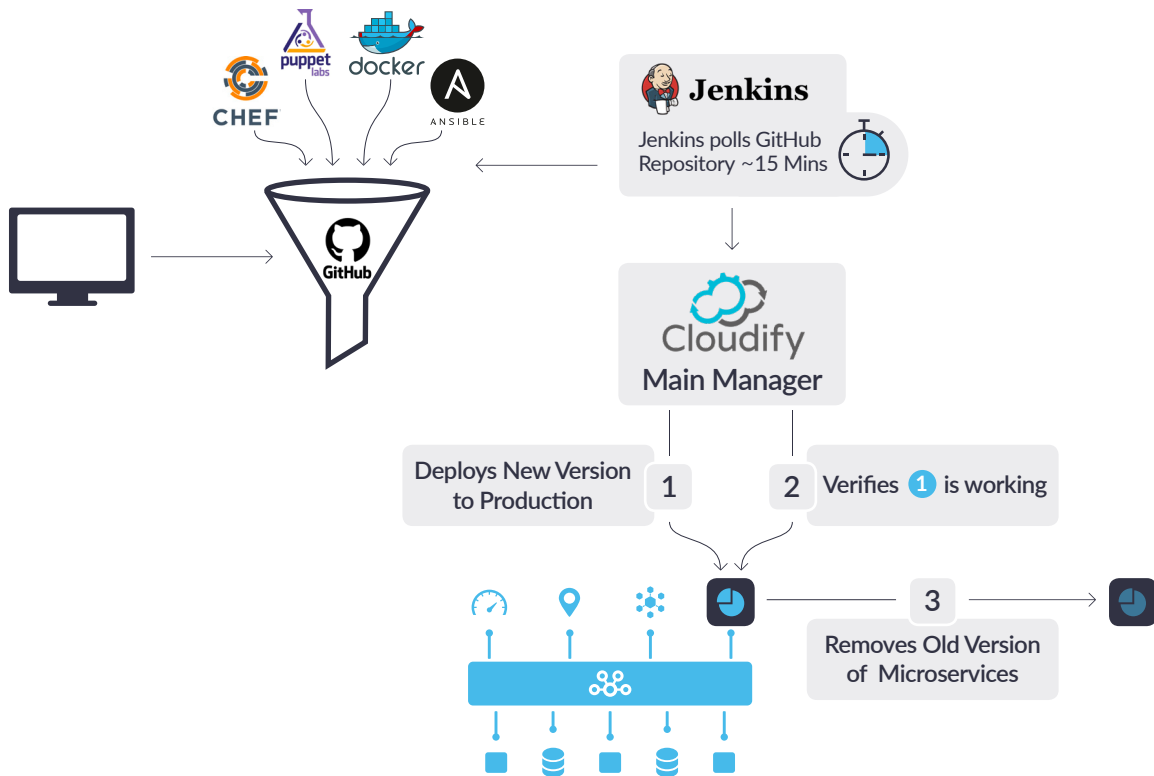 puppet
labs
docker
CHEF
ANSIBLE
Jenkins
Jenkins polls GitHub
Repository ~15 Mins
GitHub
Cloudify
Main Manager
Deploys New Version
to Production
1
2
Verifies 1 is working
3
Removes Old Version
of Microservices